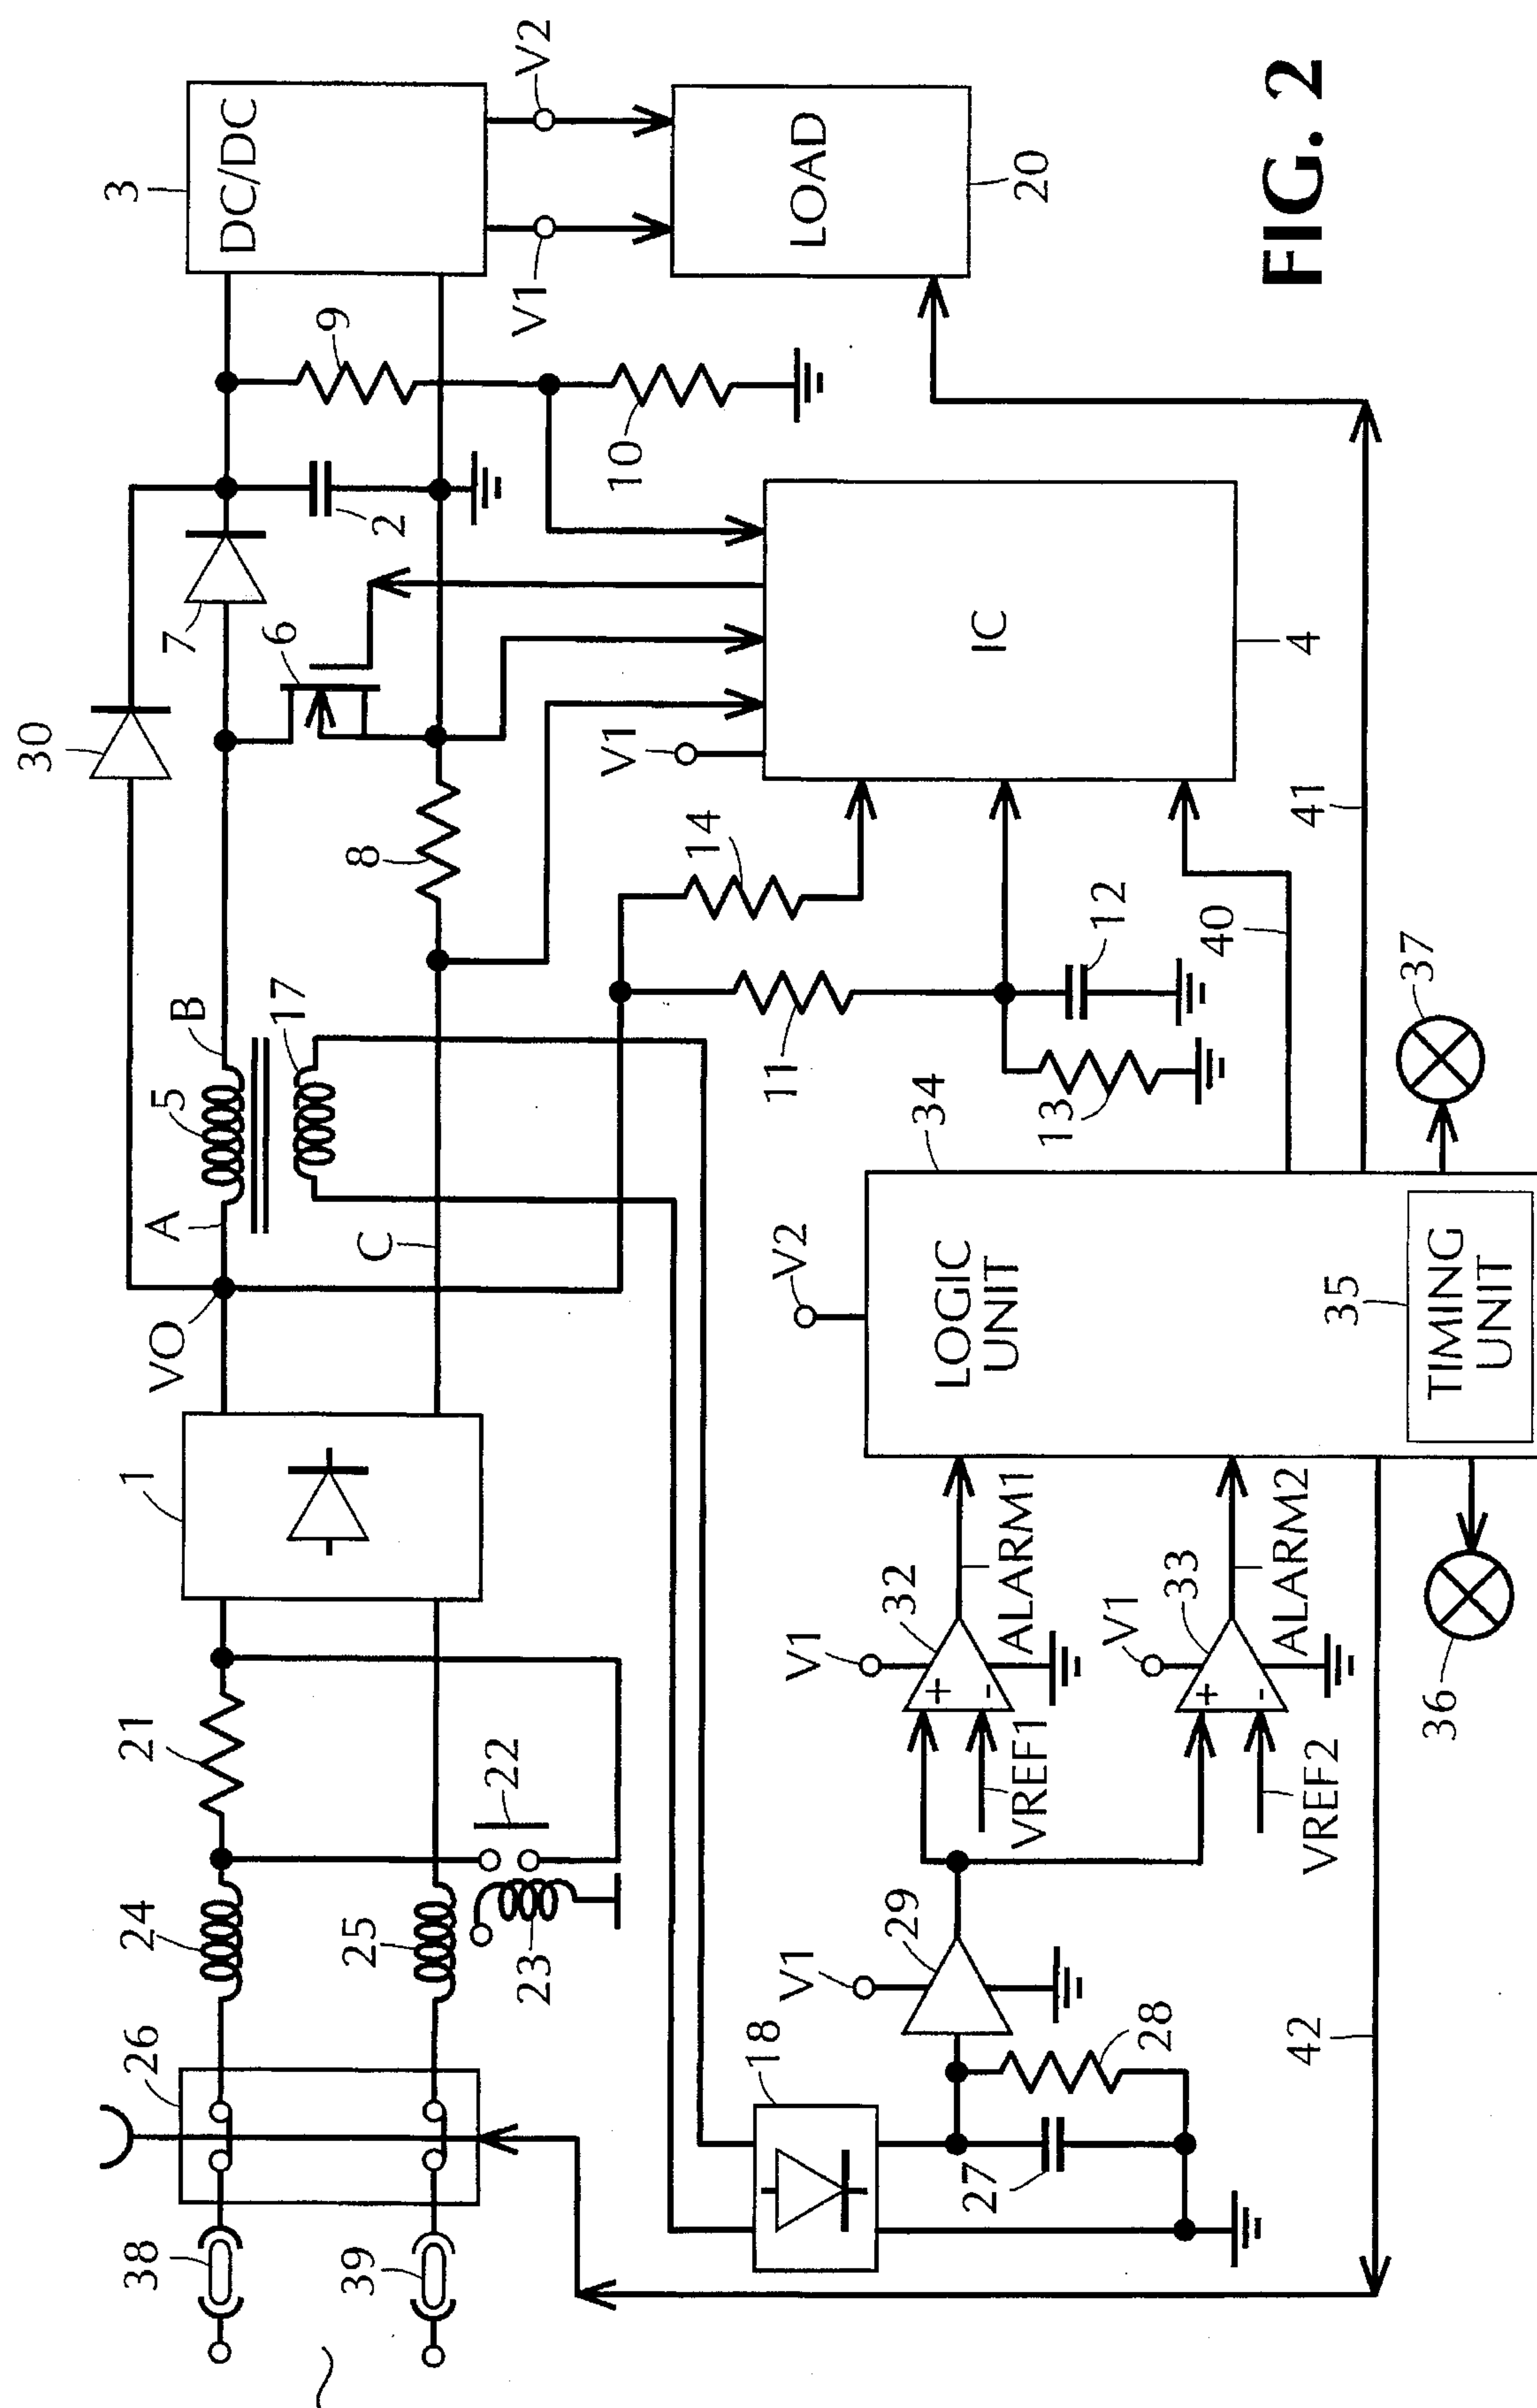 38
39
26
24
25
23
22
21
1
VO
A
5
B
17
C
30
7
6
8
2
9
10
3
DC/DC
V1
V2
LOAD
20
14
11
12
13
V1
IC
4
40
41
18
27
28
V1
29
V1
32
+
-
VREF1
ALARM1
V1
33
+
-
VREF2
ALARM2
V2
34
LOGIC
UNIT
35
TIMING
UNIT
36
37
42
FIG. 2